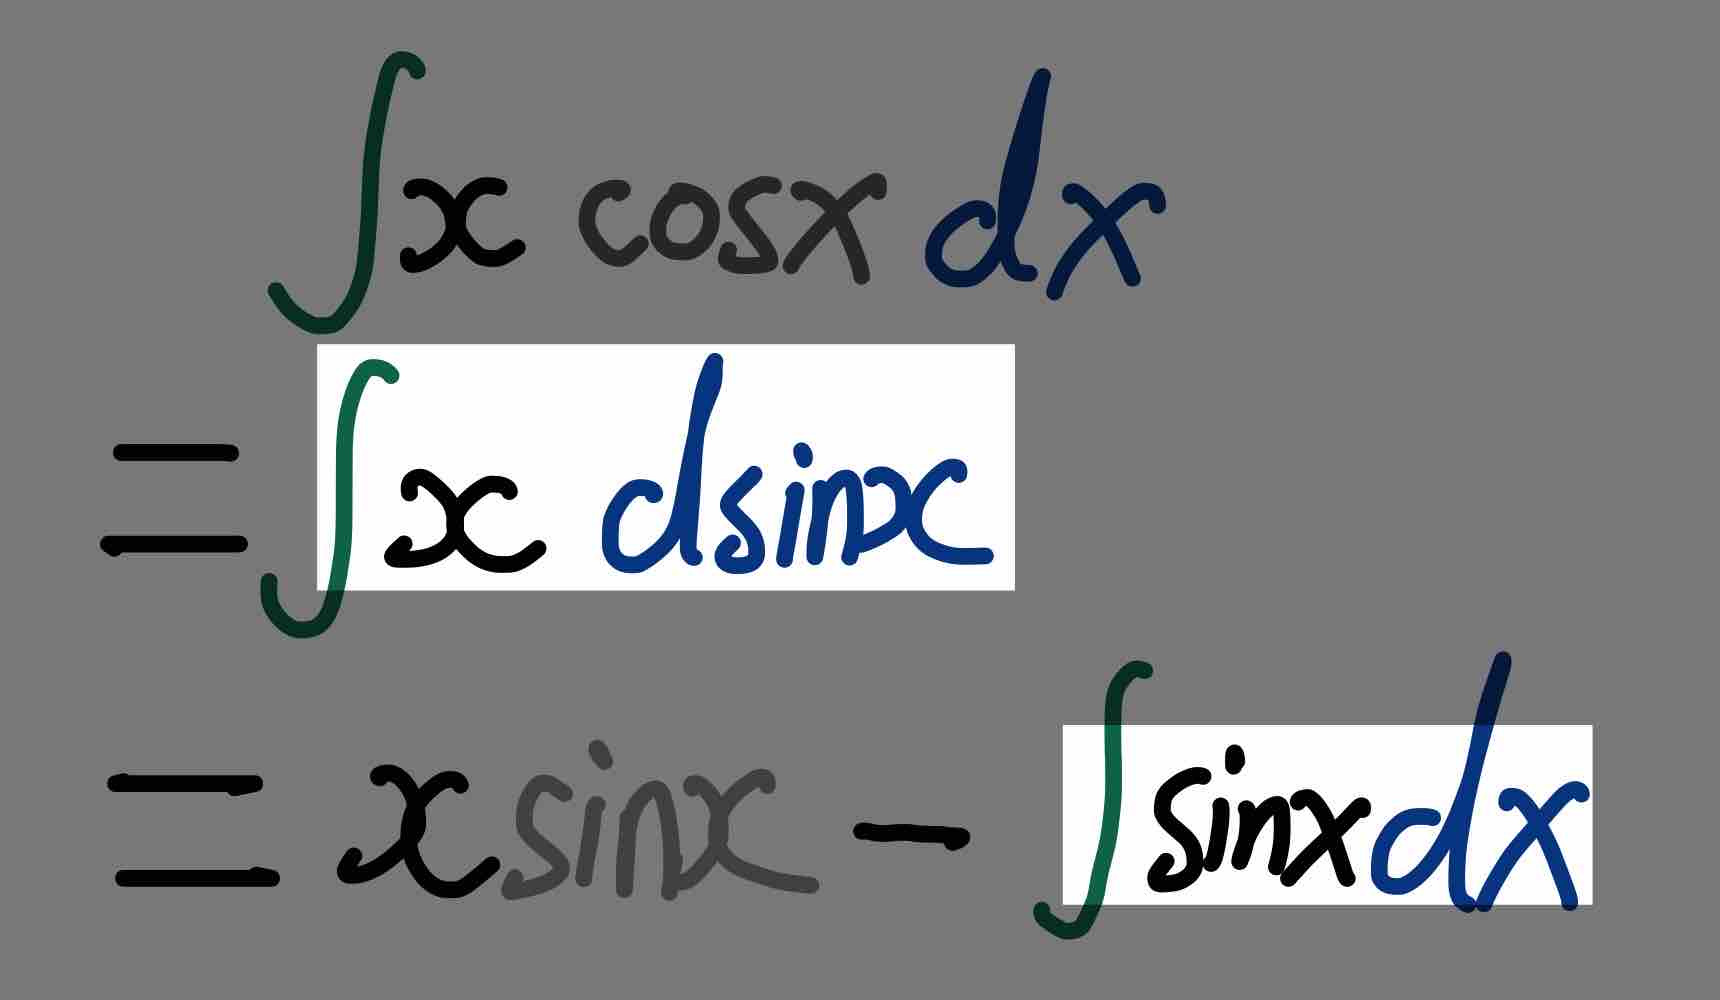 ∫x cosx dx
= ∫x dsinx
= xsinx - ∫sinxdx